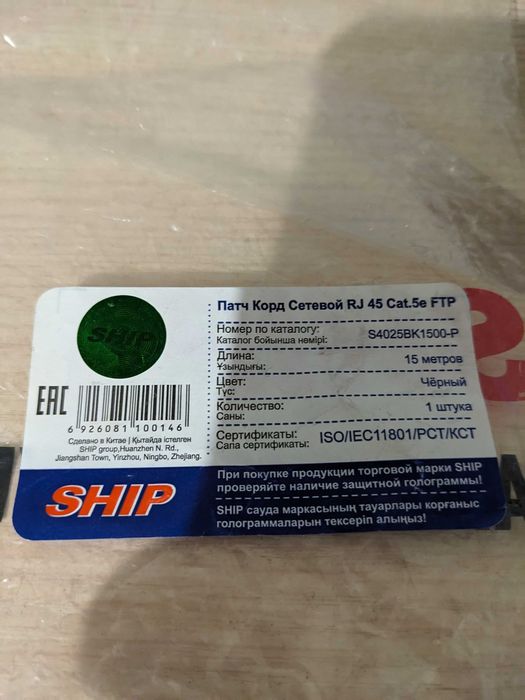 SHIP
Патч Корд Сетевой RJ 45 Cat.5e FTP
Номер по каталогу:
Каталог бойынша нөмірі:
S4025BK1500-P
Длина:
Ұзындығы:
15 метров
Цвет:
Түс:
Чёрный
Количество:
Саны:
1 штука
Сертификаты:
Сапа сертификаты:
ISO/IEC11801/РСТ/КСТ
EAC
6 926081 100146
Сделано в Китае | Қытайда істелген
SHIP group,Huanzhen N. Rd.,
Jiangshan Town, Yinzhou, Ningbo, Zhejiang.
SHIP
При покупке продукции торговой марки SHIP
проверяйте наличие защитной голограммы!
SHIP сауда маркасының тауарлары қорғаныс
голограммаларын тексеріп алыңыз!